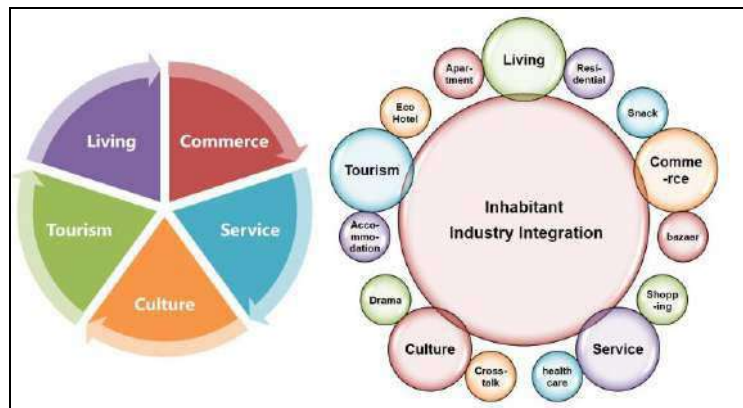 Living
Commerce
Tourism
Service
Culture
Living
Apar-
tment
Resi-
dential
Eco
Hotel
Snack
Tourism
Comme
-rce
Inhabitant
Industry Integration
Acco-
mmo-
dation
bazaar
Drama
Shopp
-ing
Culture
Service
Cross-
talk
health
care